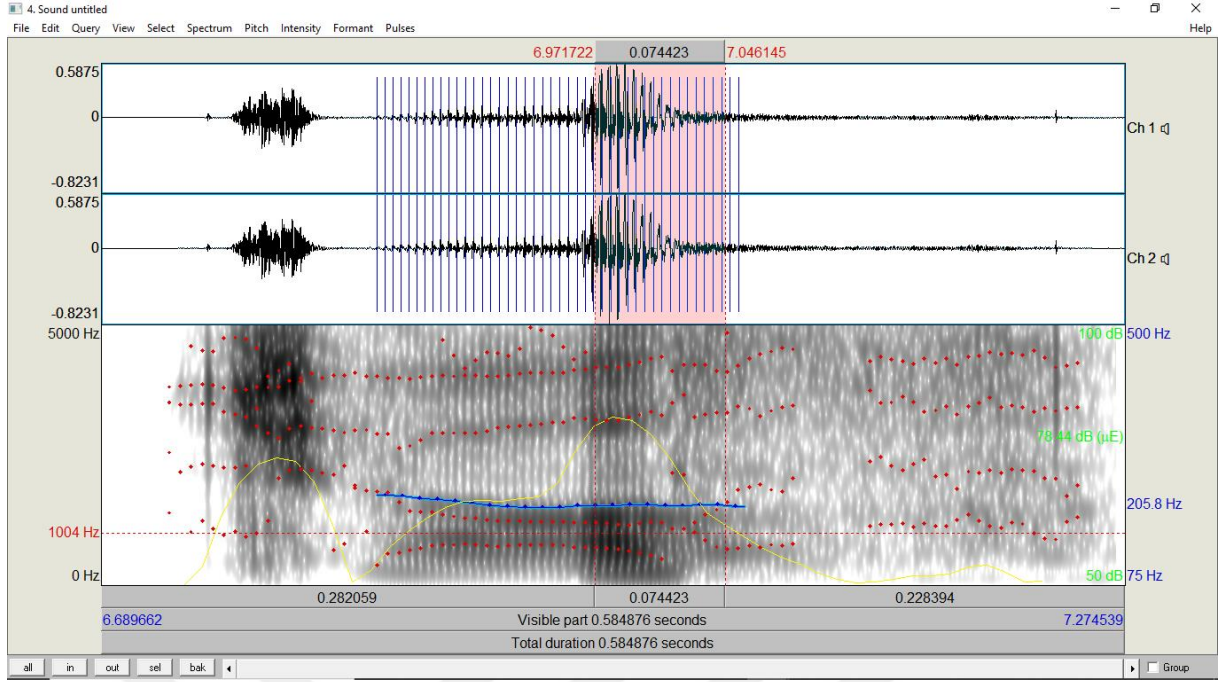 4. Sound untitled
File Edit Query View Select Spectrum Pitch Intensity Formant Pulses Help
6.971722 0.074423 7.046145
0.5875
0
-0.8231
Ch 1
0.5875
0
-0.8231
Ch 2
5000 Hz 100 dB 500 Hz
78.44 dB (µE)
205.8 Hz
1004 Hz
0 Hz 50 dB 75 Hz
0.282059 0.074423 0.228394
6.689662 Visible part 0.584876 seconds 7.274539
Total duration 0.584876 seconds
all in out sel bak Group